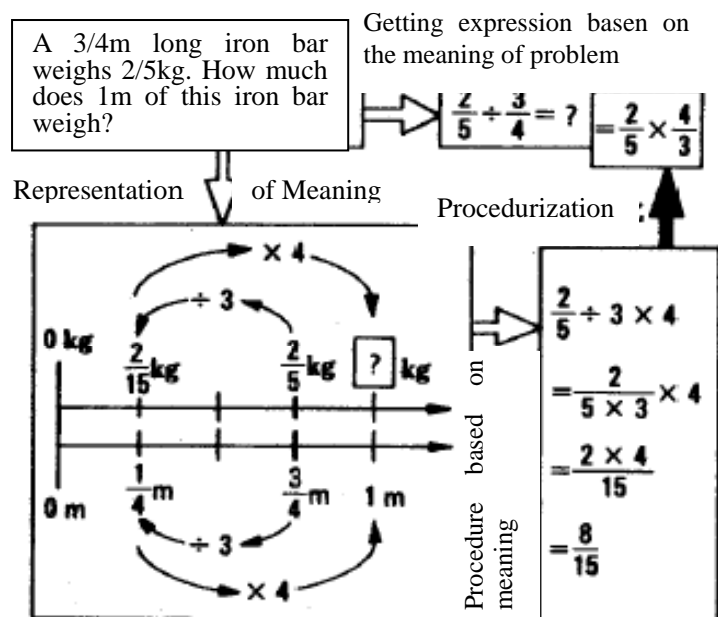 A 3/4m long iron bar
weighs 2/5kg. How much
does 1m of this iron bar
weigh?
Getting expression basen on
the meaning of problem
2/5 ÷ 3/4 = ?
= 2/5 × 4/3
Representation of Meaning
Procedurization
× 4
÷ 3
0 kg
2/15 kg
2/5 kg
? kg
0 m
1/4 m
3/4 m
1 m
÷ 3
× 4
Procedure based on
meaning
2/5 ÷ 3 × 4
= 2/(5 × 3) × 4
= (2 × 4)/15
= 8/15